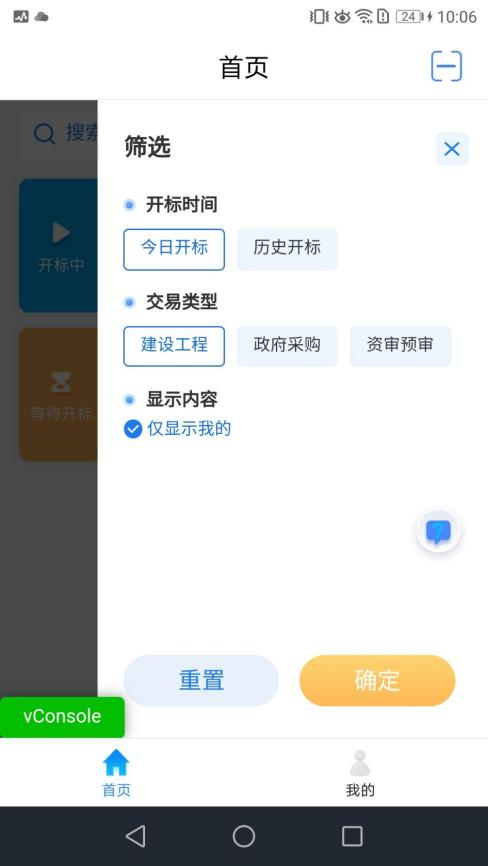 24 10:06
首页
搜索
筛选
开标时间
今日开标 历史开标
开标中
交易类型
建设工程 政府采购 资审预审
等待开标
显示内容
仅显示我的
?
重置 确定
vConsole
首页 我的